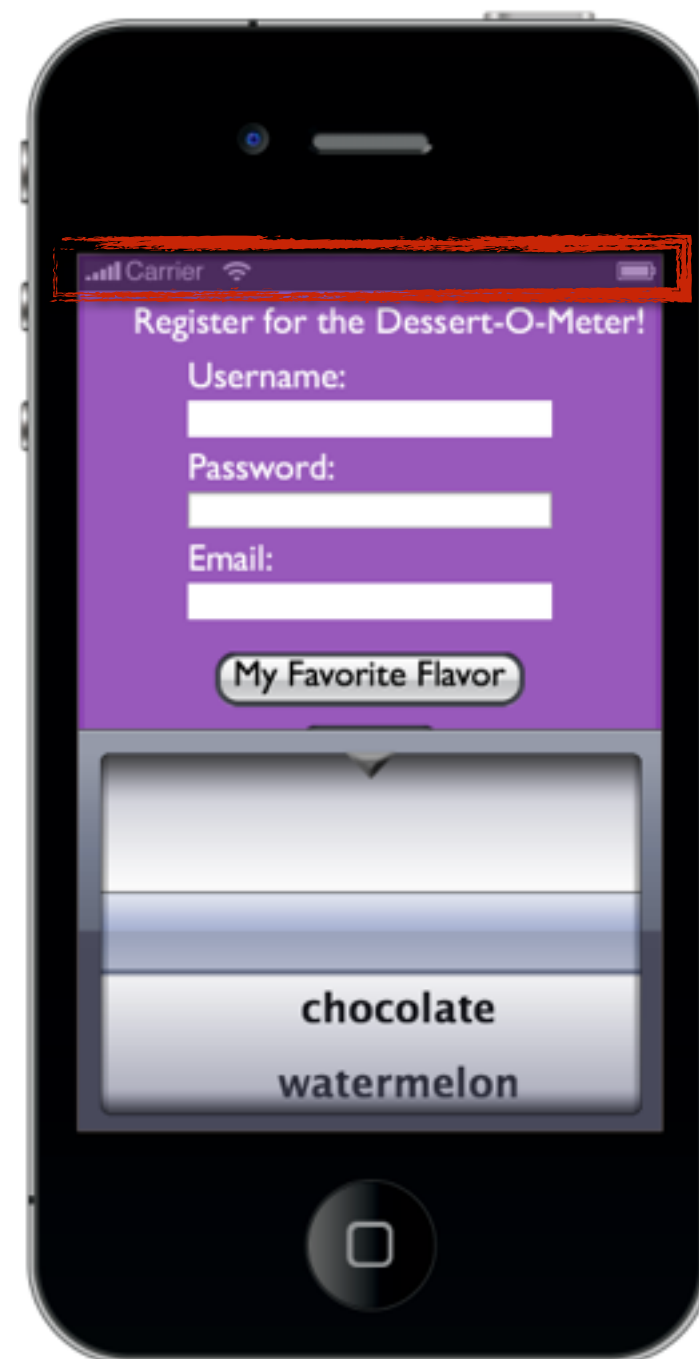 Carrier
Register for the Dessert-O-Meter!
Username:
Password:
Email:
My Favorite Flavor
chocolate
watermelon